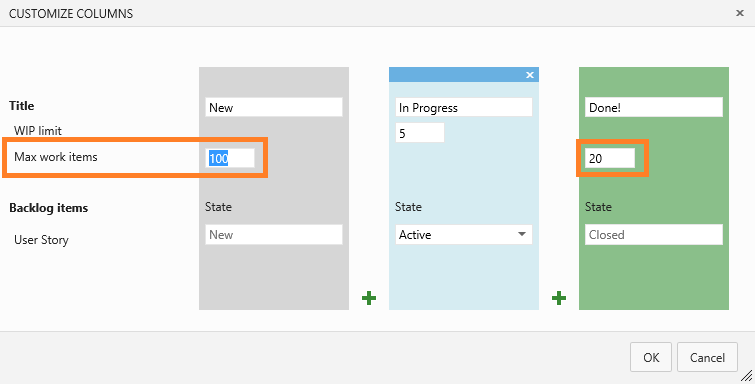 CUSTOMIZE COLUMNS
Title
New
In Progress
Done!
WIP limit
5
Max work items
100
20
Backlog items
State
State
State
User Story
New
Active
Closed
OK
Cancel